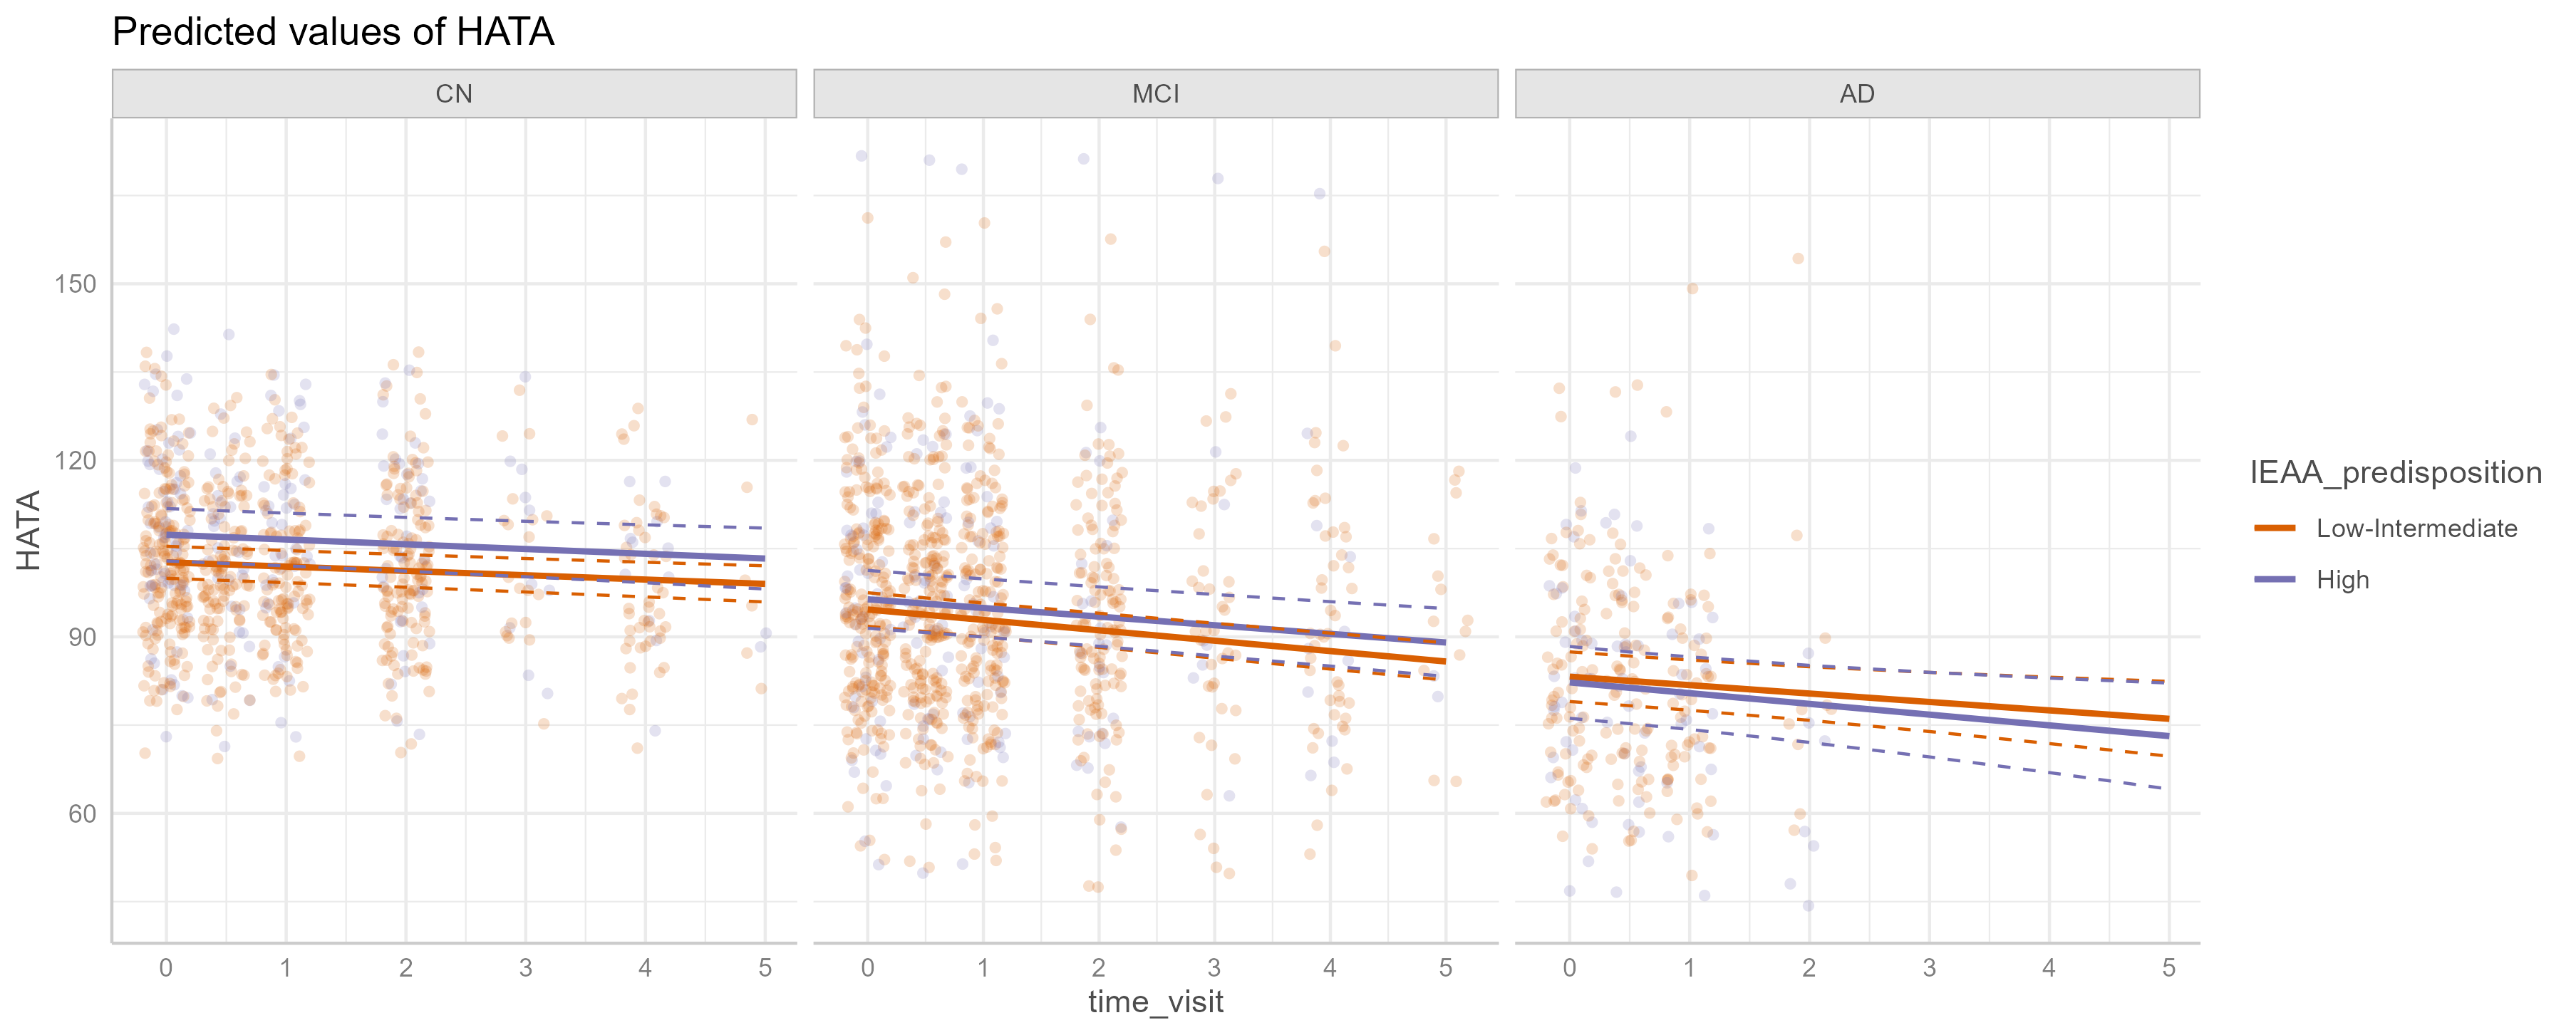 Predicted values of HATA
CN
MCI
AD
HATA
150
120
90
60
0 1 2 3 4 5
0 1 2 3 4 5
0 1 2 3 4 5
time_visit
IEAA_predisposition
Low-Intermediate
High